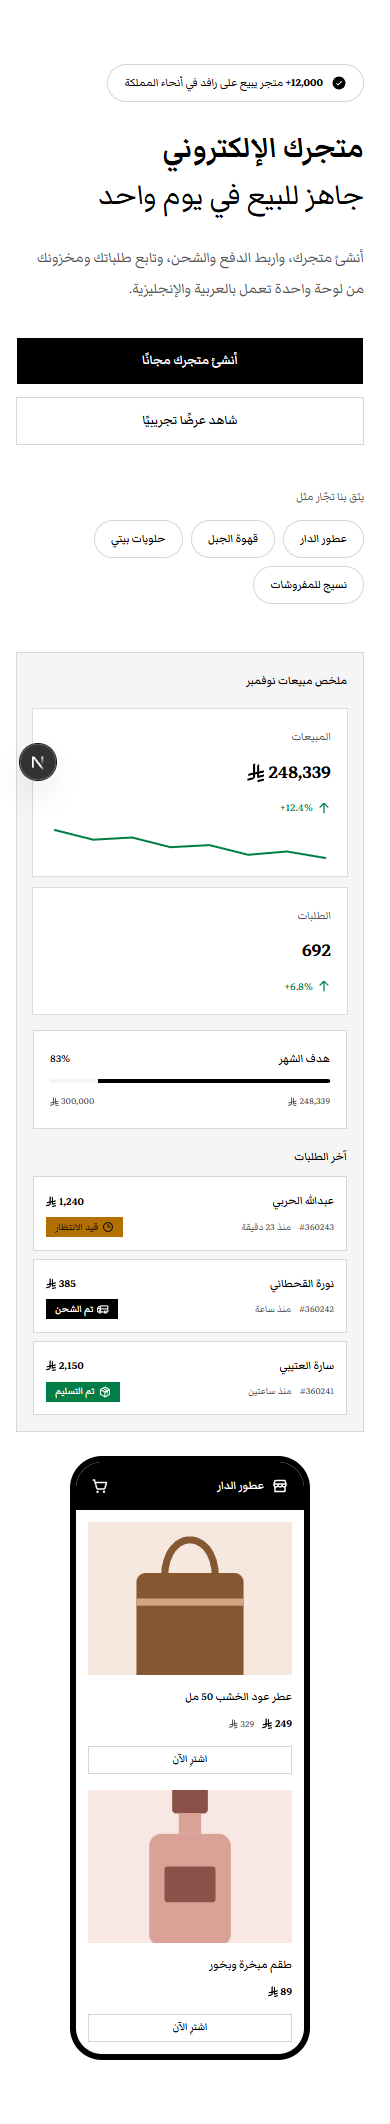 +12,000 متجر يبيع على رافد في أنحاء المملكة
متجرك الإلكتروني
جاهز للبيع في يوم واحد
أنشئ متجرك، واربط الدفع والشحن، وتابع طلباتك ومخزونك
من لوحة واحدة تعمل بالعربية والإنجليزية.
أنشئ متجرك مجانًا
شاهد عرضًا تجريبيًا
يثق بنا تجّار مثل
عطور الدار
قهوة الجبل
حلويات بيتي
نسيج للمفروشات
ملخص مبيعات نوفمبر
المبيعات
248,339 ⃁
+12.4%
N
الطلبات
692
+6.8%
هدف الشهر 83%
248,339 ⃁ 300,000 ⃁
آخر الطلبات
عبدالله الحربي 1,240 ⃁
#360243 منذ 23 دقيقة قيد الانتظار
نورة القحطاني 385 ⃁
#360242 منذ ساعة تم الشحن
سارة العتيبي 2,150 ⃁
#360241 منذ ساعتين تم التسليم
عطور الدار
عطر عود الخشب 50 مل
249 ⃁ 329 ⃁
اشترِ الآن
طقم مبخرة وبخور
89 ⃁
اشترِ الآن